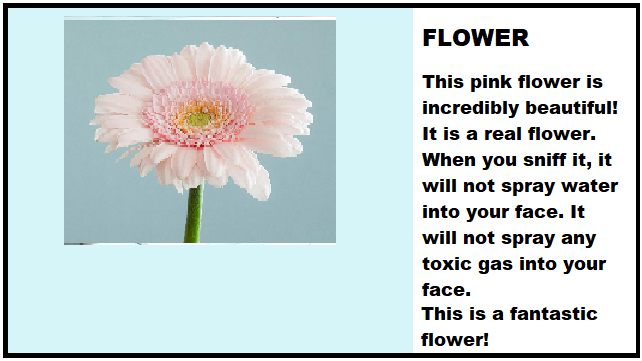 FLOWER
This pink flower is
incredibly beautiful!
It is a real flower.
When you sniff it, it
will not spray water
into your face. It
will not spray any
toxic gas into your
face.
This is a fantastic
flower!